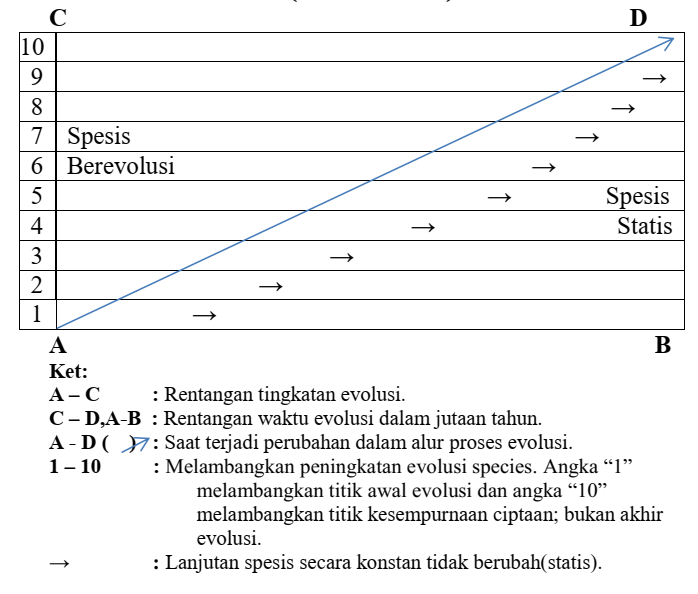 C D
10
9 →
8 →
7 Spesis →
6 Berevolusi →
5 → Spesis
4 → Statis
3 →
2 →
1 →
A B
Ket:
A – C : Rentangan tingkatan evolusi.
C – D,A-B : Rentangan waktu evolusi dalam jutaan tahun.
A - D ( ) : Saat terjadi perubahan dalam alur proses evolusi.
1 – 10 : Melambangkan peningkatan evolusi species. Angka “1”
melambangkan titik awal evolusi dan angka “10”
melambangkan titik kesempurnaan ciptaan; bukan akhir
evolusi.
→ : Lanjutan spesis secara konstan tidak berubah(statis).